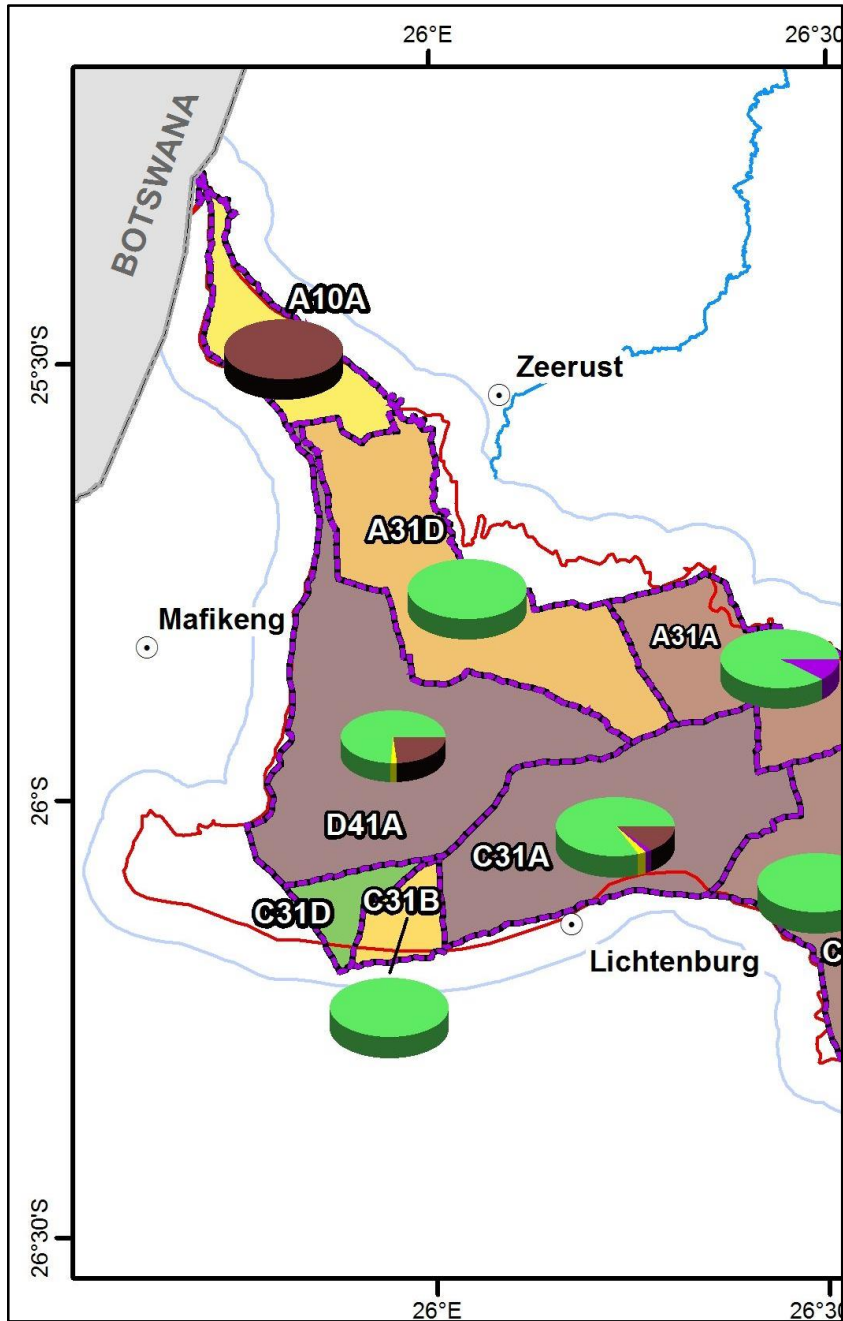 26°E
26°30
BOTSWANA
A10A
25°30'S
Zeerust
A31D
Mafikeng
A31A
26°S
D41A
C31A
C31D
C31B
Lichtenburg
C
26°30'S
26°E
26°30